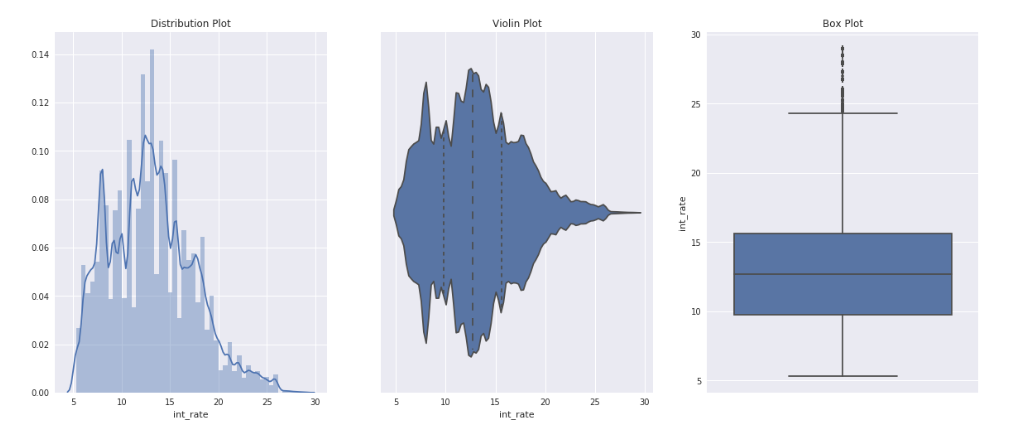 Distribution Plot
0.14
0.12
0.10
0.08
0.06
0.04
0.02
0.00
5 10 15 20 25 30
int_rate
Violin Plot
5 10 15 20 25 30
int_rate
Box Plot
30
25
20
15
10
5
int_rate